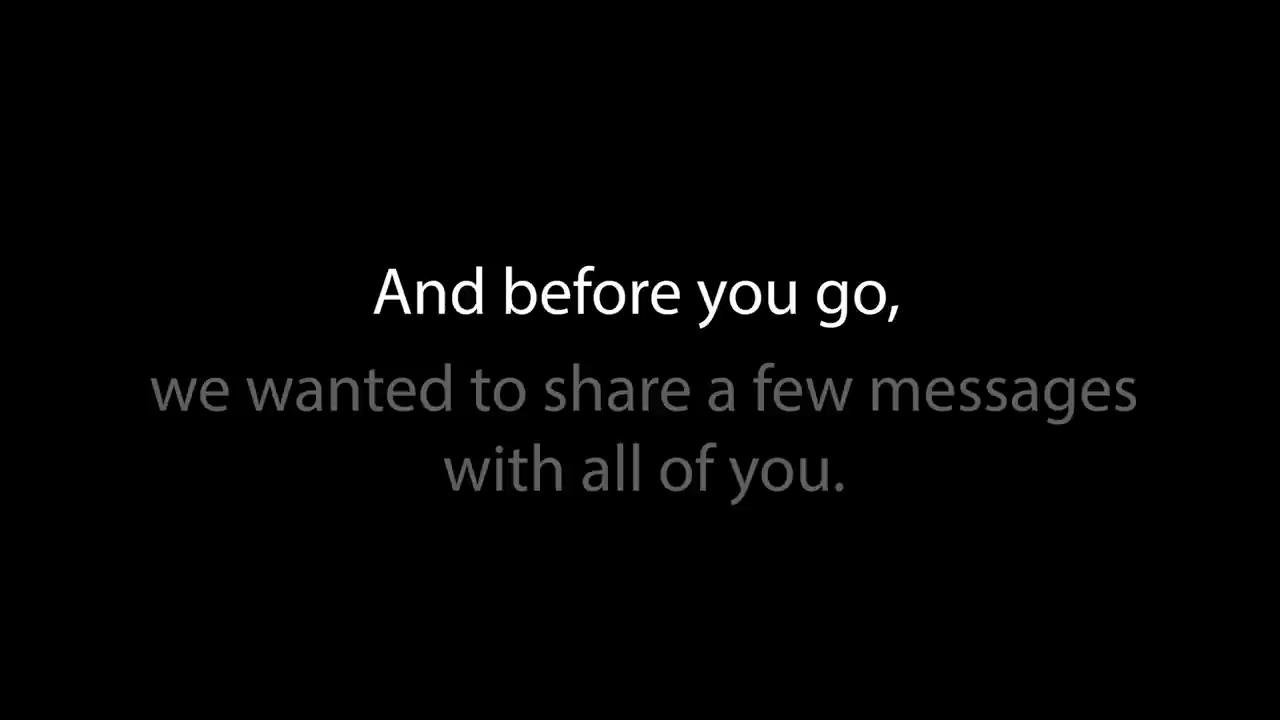 And before you go,
we wanted to share a few messages
with all of you.